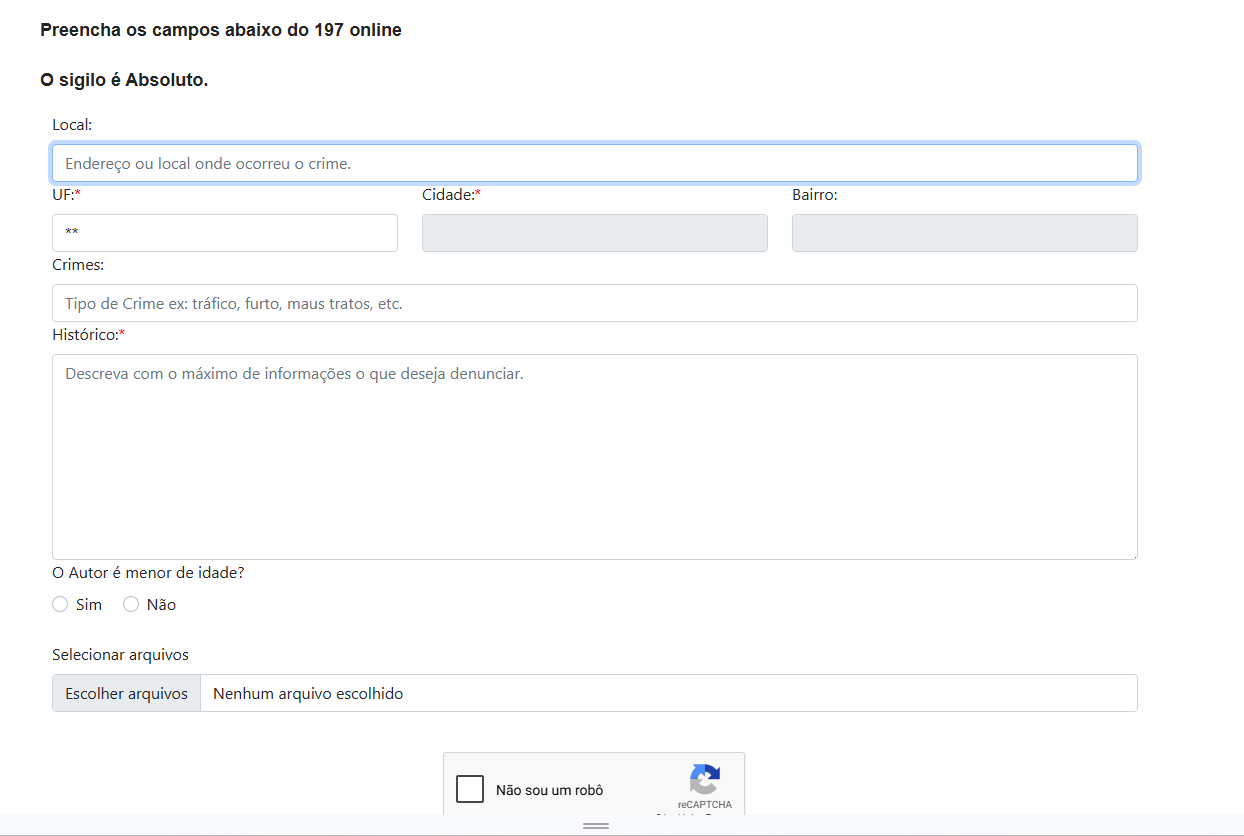 Preencha os campos abaixo do 197 online
O sigilo é Absoluto.
Local:
Endereço ou local onde ocorreu o crime.
UF:* Cidade:* Bairro:
**
Crimes:
Tipo de Crime ex: tráfico, furto, maus tratos, etc.
Histórico:*
Descreva com o máximo de informações o que deseja denunciar.
O Autor é menor de idade?
Sim Não
Selecionar arquivos
Escolher arquivos Nenhum arquivo escolhido
Não sou um robô
reCAPTCHA